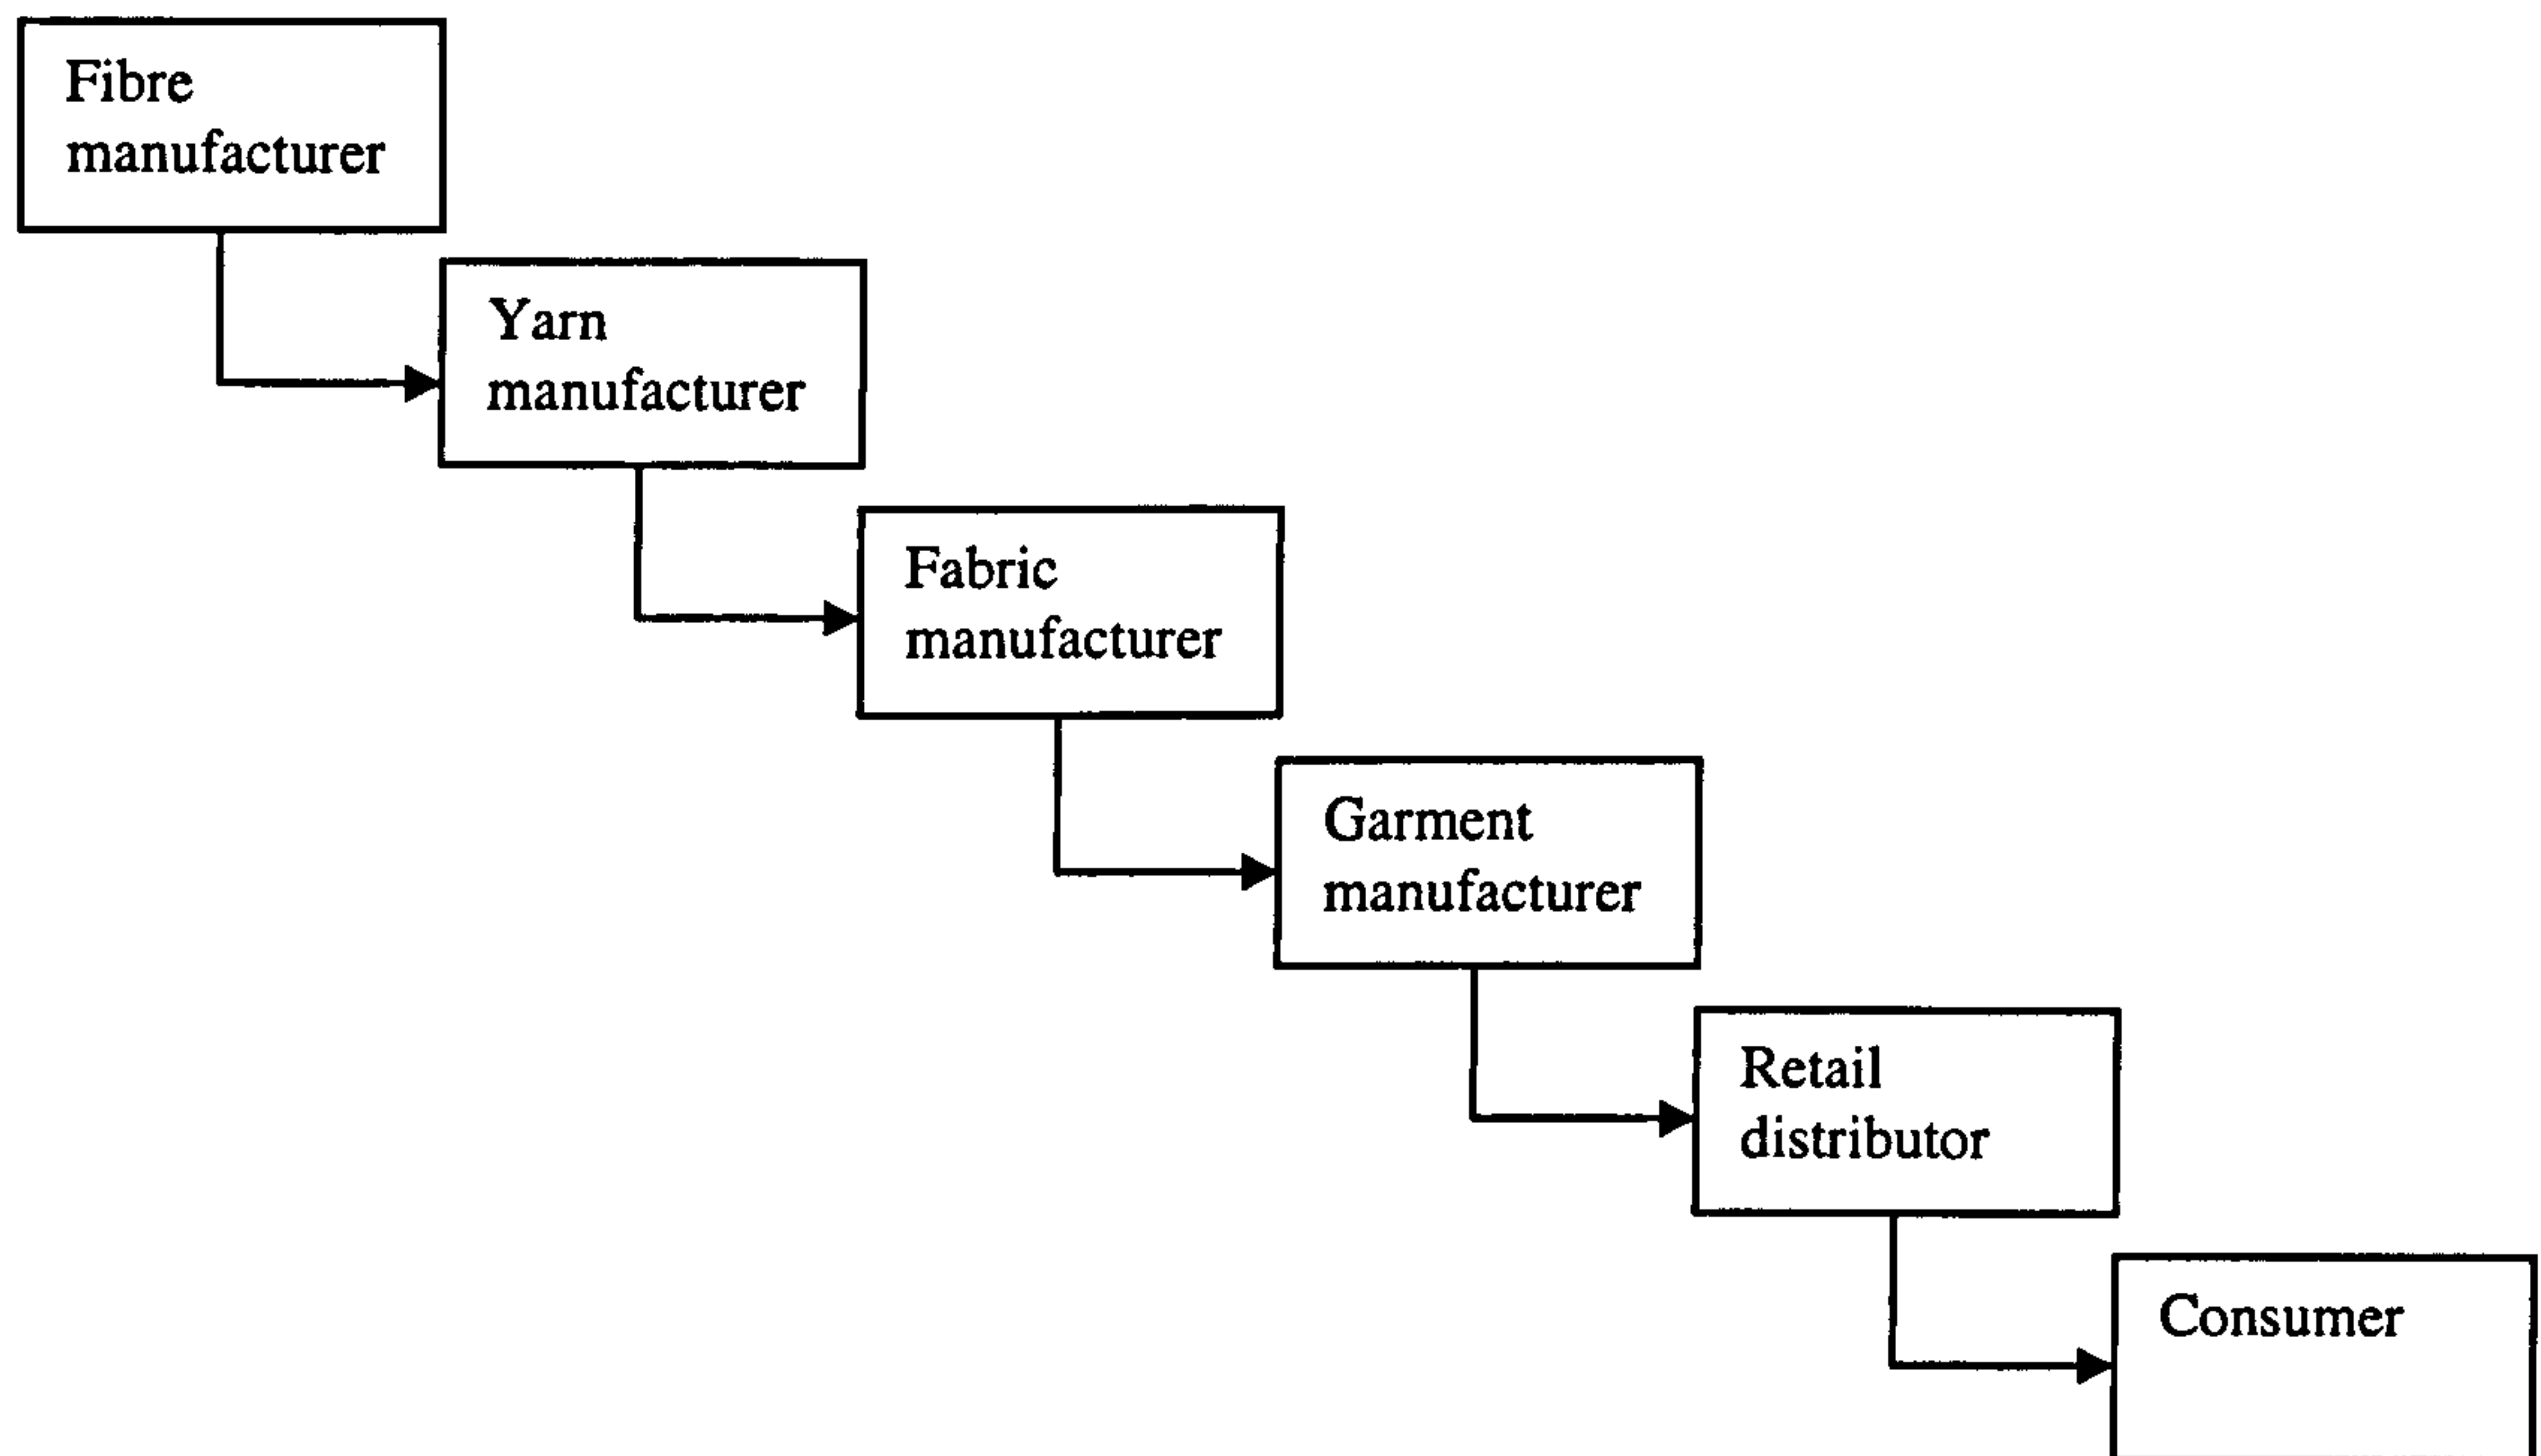 Fibre
manufacturer
Yarn
manufacturer
Fabric
manufacturer
Garment
manufacturer
Retail
distributor
Consumer